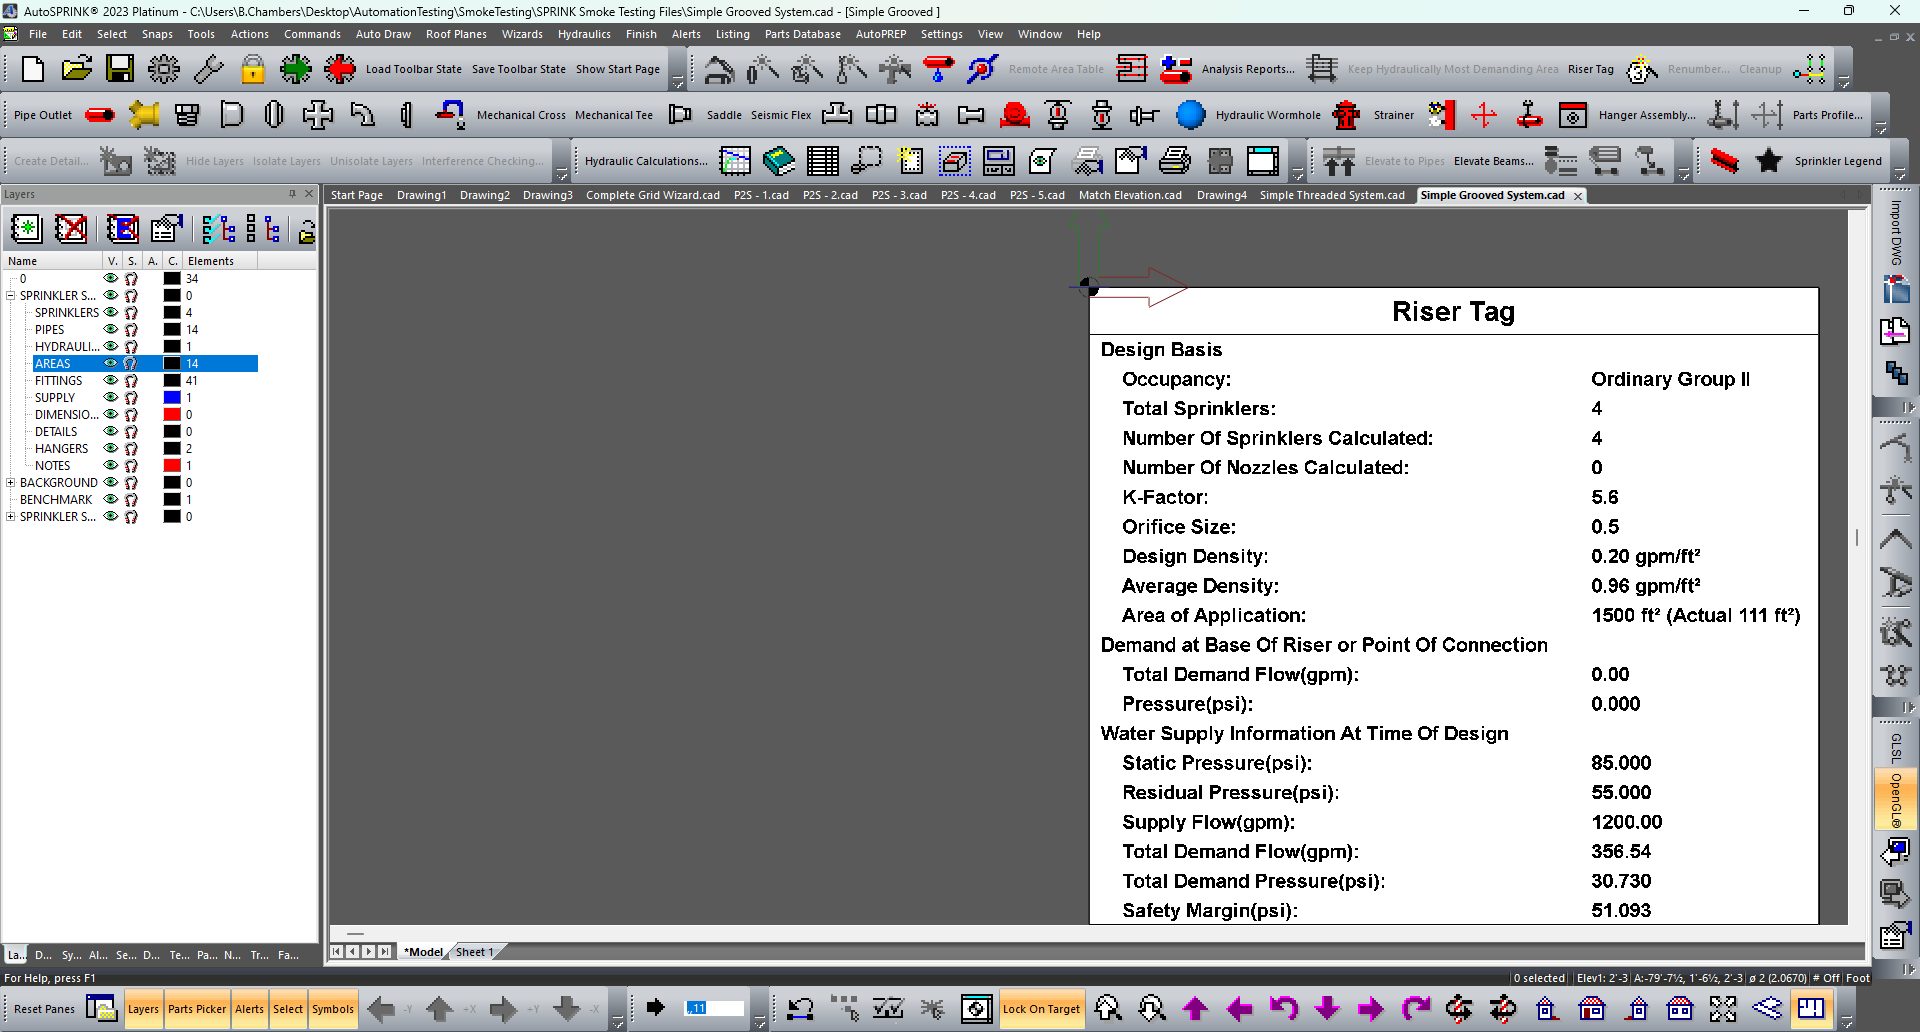 AutoSPRINK® 2023 Platinum - C:\Users\B.Chambers\Desktop\AutomationTesting\SmokeTesting\SPRINK Smoke Testing Files\Simple Grooved System.cad - [Simple Grooved ]
File Edit Select Snaps Tools Actions Commands Auto Draw Roof Planes Wizards Hydraulics Finish Alerts Listing Parts Database AutoPREP Settings View Window Help
Load Toolbar State Save Toolbar State Show Start Page Remote Area Table Analysis Reports... Keep Hydraulically Most Demanding Area Riser Tag Renumber... Cleanup
Pipe Outlet Mechanical Cross Mechanical Tee Saddle Seismic Flex Hydraulic Wormhole Strainer Hanger Assembly... Parts Profile...
Create Detail... Hide Layers Isolate Layers Unisolate Layers Interference Checking... Hydraulic Calculations... Elevate to Pipes Elevate Beams... Sprinkler Legend
Layers
Start Page Drawing1 Drawing2 Drawing3 Complete Grid Wizard.cad P2S - 1.cad P2S - 2.cad P2S - 3.cad P2S - 4.cad P2S - 5.cad Match Elevation.cad Drawing4 Simple Threaded System.cad Simple Grooved System.cad
Name V. S. A. C. Elements
0 34
SPRINKLER S... 0
SPRINKLERS 4
PIPES 14
HYDRAULI... 1
AREAS 14
FITTINGS 41
SUPPLY 1
DIMENSIO... 0
DETAILS 0
HANGERS 2
NOTES 1
BACKGROUND 0
BENCHMARK 1
SPRINKLER S... 0
Riser Tag
Design Basis
Occupancy: Ordinary Group II
Total Sprinklers: 4
Number Of Sprinklers Calculated: 4
Number Of Nozzles Calculated: 0
K-Factor: 5.6
Orifice Size: 0.5
Design Density: 0.20 gpm/ft²
Average Density: 0.96 gpm/ft²
Area of Application: 1500 ft² (Actual 111 ft²)
Demand at Base Of Riser or Point Of Connection
Total Demand Flow(gpm): 0.00
Pressure(psi): 0.000
Water Supply Information At Time Of Design
Static Pressure(psi): 85.000
Residual Pressure(psi): 55.000
Supply Flow(gpm): 1200.00
Total Demand Flow(gpm): 356.54
Total Demand Pressure(psi): 30.730
Safety Margin(psi): 51.093
Import DWG
GLSL
OpenGL®
La... D... Sy... Al... Se... D... Te... Pa... N... Tr... Fa...
*Model Sheet 1
For Help, press F1
0 selected Elev1: 2'-3 A:-79'-7½, 1'-6½, 2'-3 ø 2 (2.0670) # Off Foot
Reset Panes Layers Parts Picker Alerts Select Symbols -Y +X +Y -X ,,11 Lock On Target